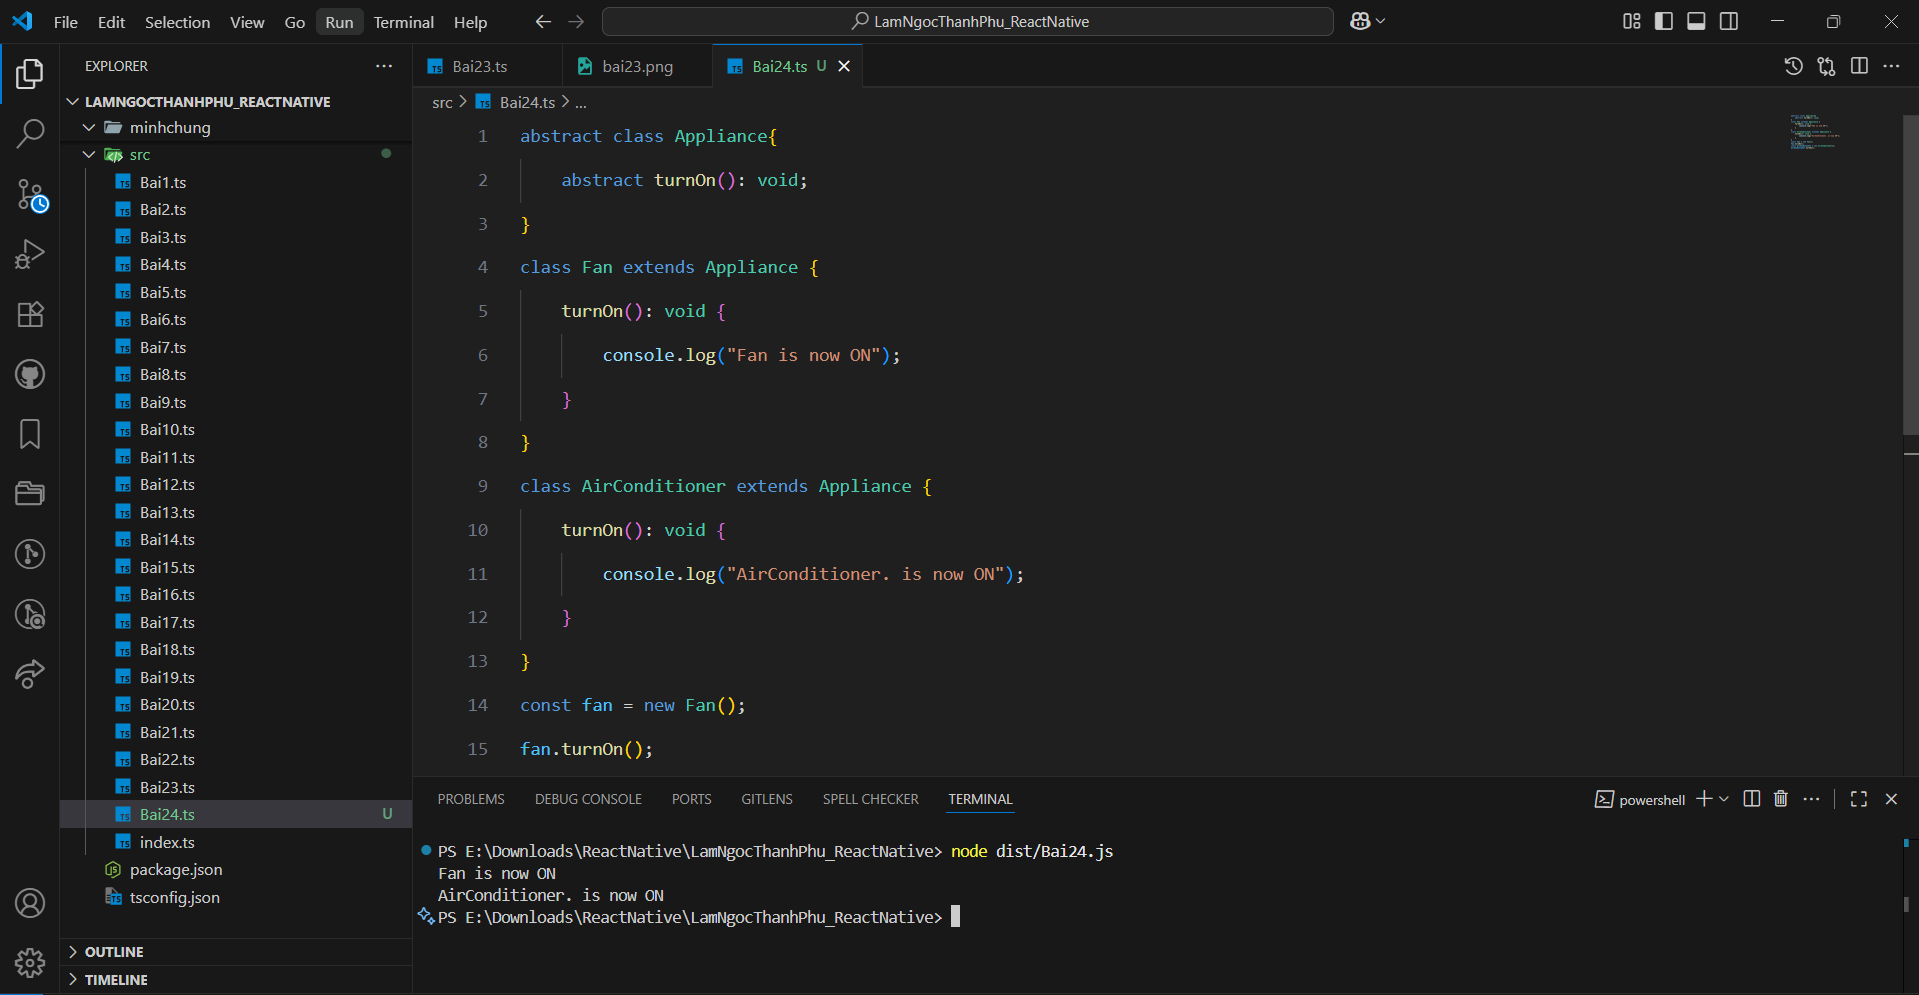 File Edit Selection View Go Run Terminal Help
LamNgocThanhPhu_ReactNative
EXPLORER
LAMNGOCTHANHPHU_REACTNATIVE
minhchung
src
Bai1.ts
Bai2.ts
Bai3.ts
Bai4.ts
Bai5.ts
Bai6.ts
Bai7.ts
Bai8.ts
Bai9.ts
Bai10.ts
Bai11.ts
Bai12.ts
Bai13.ts
Bai14.ts
Bai15.ts
Bai16.ts
Bai17.ts
Bai18.ts
Bai19.ts
Bai20.ts
Bai21.ts
Bai22.ts
Bai23.ts
Bai24.ts U
index.ts
package.json
tsconfig.json
OUTLINE
TIMELINE
Bai23.ts bai23.png Bai24.ts U
src > Bai24.ts > ...
1 abstract class Appliance{
2 abstract turnOn(): void;
3 }
4 class Fan extends Appliance {
5 turnOn(): void {
6 console.log("Fan is now ON");
7 }
8 }
9 class AirConditioner extends Appliance {
10 turnOn(): void {
11 console.log("AirConditioner. is now ON");
12 }
13 }
14 const fan = new Fan();
15 fan.turnOn();
PROBLEMS DEBUG CONSOLE PORTS GITLENS SPELL CHECKER TERMINAL
powershell
PS E:\Downloads\ReactNative\LamNgocThanhPhu_ReactNative> node dist/Bai24.js
Fan is now ON
AirConditioner. is now ON
PS E:\Downloads\ReactNative\LamNgocThanhPhu_ReactNative>